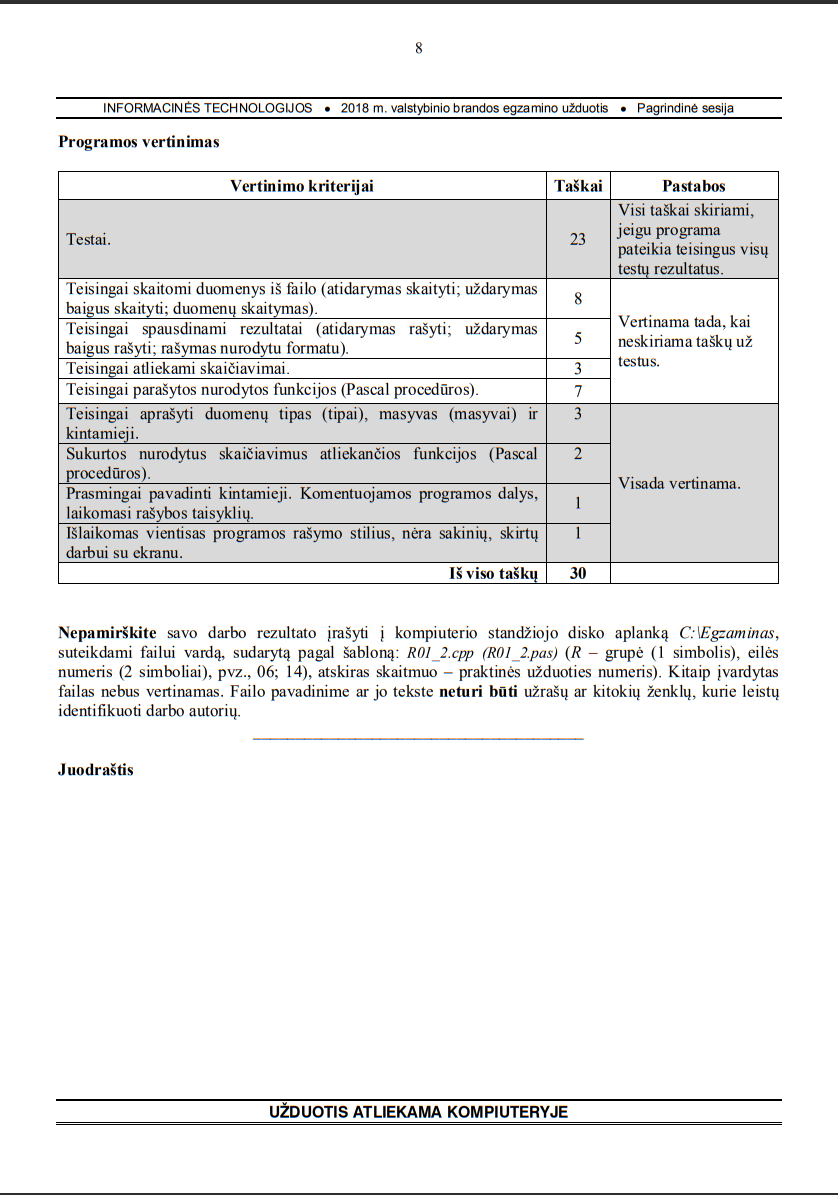 8
INFORMACINĖS TECHNOLOGIJOS ● 2018 m. valstybinio brandos egzamino užduotis ● Pagrindinė sesija
Programos vertinimas
Vertinimo kriterijai Taškai Pastabos
Testai. 23 Visi taškai skiriami,
jeigu programa
pateikia teisingus visų
testų rezultatus.
Teisingai skaitomi duomenys iš failo (atidarymas skaityti; uždarymas
baigus skaityti; duomenų skaitymas). 8
Vertinama tada, kai
neskiriama taškų už
testus.
Teisingai spausdinami rezultatai (atidarymas rašyti; uždarymas
baigus rašyti; rašymas nurodytu formatu). 5
Teisingai atliekami skaičiavimai. 3
Teisingai parašytos nurodytos funkcijos (Pascal procedūros). 7
Teisingai aprašyti duomenų tipas (tipai), masyvas (masyvai) ir 3
kintamieji.
Sukurtos nurodytus skaičiavimus atliekančios funkcijos (Pascal 2
procedūros).
Visada vertinama.
Prasmingai pavadinti kintamieji. Komentuojamos programos dalys,
laikomasi rašybos taisyklių. 1
Išlaikomas vientisas programos rašymo stilius, nėra sakinių, skirtų 1
darbui su ekranu.
Iš viso taškų 30
Nepamirškite savo darbo rezultato įrašyti į kompiuterio standžiojo disko aplanką C:\Egzaminas,
suteikdami failui vardą, sudarytą pagal šabloną: R01_2.cpp (R01_2.pas) (R – grupė (1 simbolis), eilės
numeris (2 simboliai), pvz., 06; 14), atskiras skaitmuo – praktinės užduoties numeris). Kitaip įvardytas
failas nebus vertinamas. Failo pavadinime ar jo tekste neturi būti užrašų ar kitokių ženklų, kurie leistų
identifikuoti darbo autorių.
Juodraštis
UŽDUOTIS ATLIEKAMA KOMPIUTERYJE